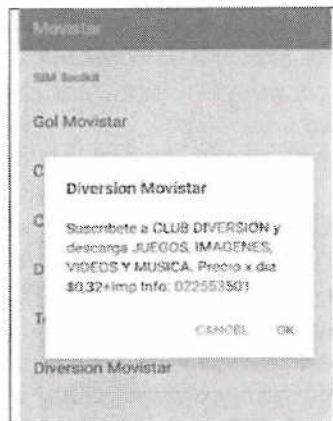 Movistar
SIM Toolkit
Gol Movistar
C
Diversion Movistar
C
Suscribete a CLUB DIVERSION y
descarga JUEGOS, IMAGENES,
D
VIDEOS Y MUSICA. Precio x dia
$0,32+imp Info: 022553501
T
CANCEL OK
Diversion Movistar